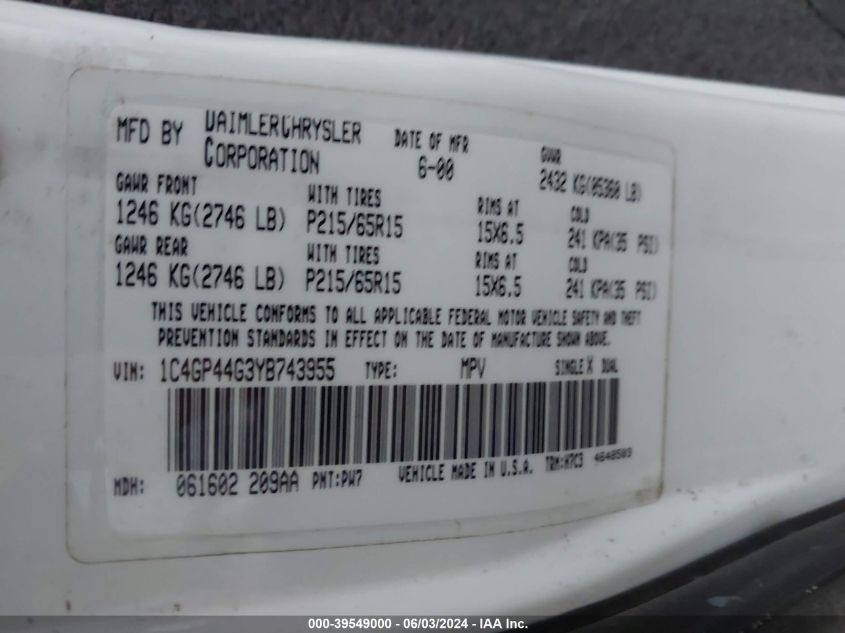 MFD BY DAIMLERCHRYSLER CORPORATION DATE OF MFR 6-00 GVWR 2432 KG(05360 LB)
GAWR FRONT WITH TIRES RIMS AT COLD
1246 KG(2746 LB) P215/65R15 15X6.5 241 KPA(35 PSI)
GAWR REAR WITH TIRES RIMS AT COLD
1246 KG(2746 LB) P215/65R15 15X6.5 241 KPA(35 PSI)
THIS VEHICLE CONFORMS TO ALL APPLICABLE FEDERAL MOTOR VEHICLE SAFETY AND THEFT
PREVENTION STANDARDS IN EFFECT ON THE DATE OF MANUFACTURE SHOWN ABOVE.
VIN: 1C4GP44G3YB743955 TYPE: MPV SINGLE X DUAL
MDH: 061602 209AA PNT:PW7 VEHICLE MADE IN U.S.A. TRM:H7C3 4648503
000-39549000 - 06/03/2024 - IAA Inc.